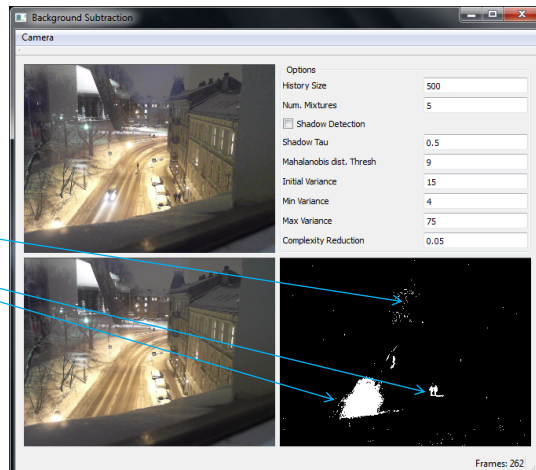 Background Subtraction
Camera
Options
History Size 500
Num. Mixtures 5
Shadow Detection
Shadow Tau 0.5
Mahalanobis dist. Thresh 9
Initial Variance 15
Min Variance 4
Max Variance 75
Complexity Reduction 0.05
Frames: 262